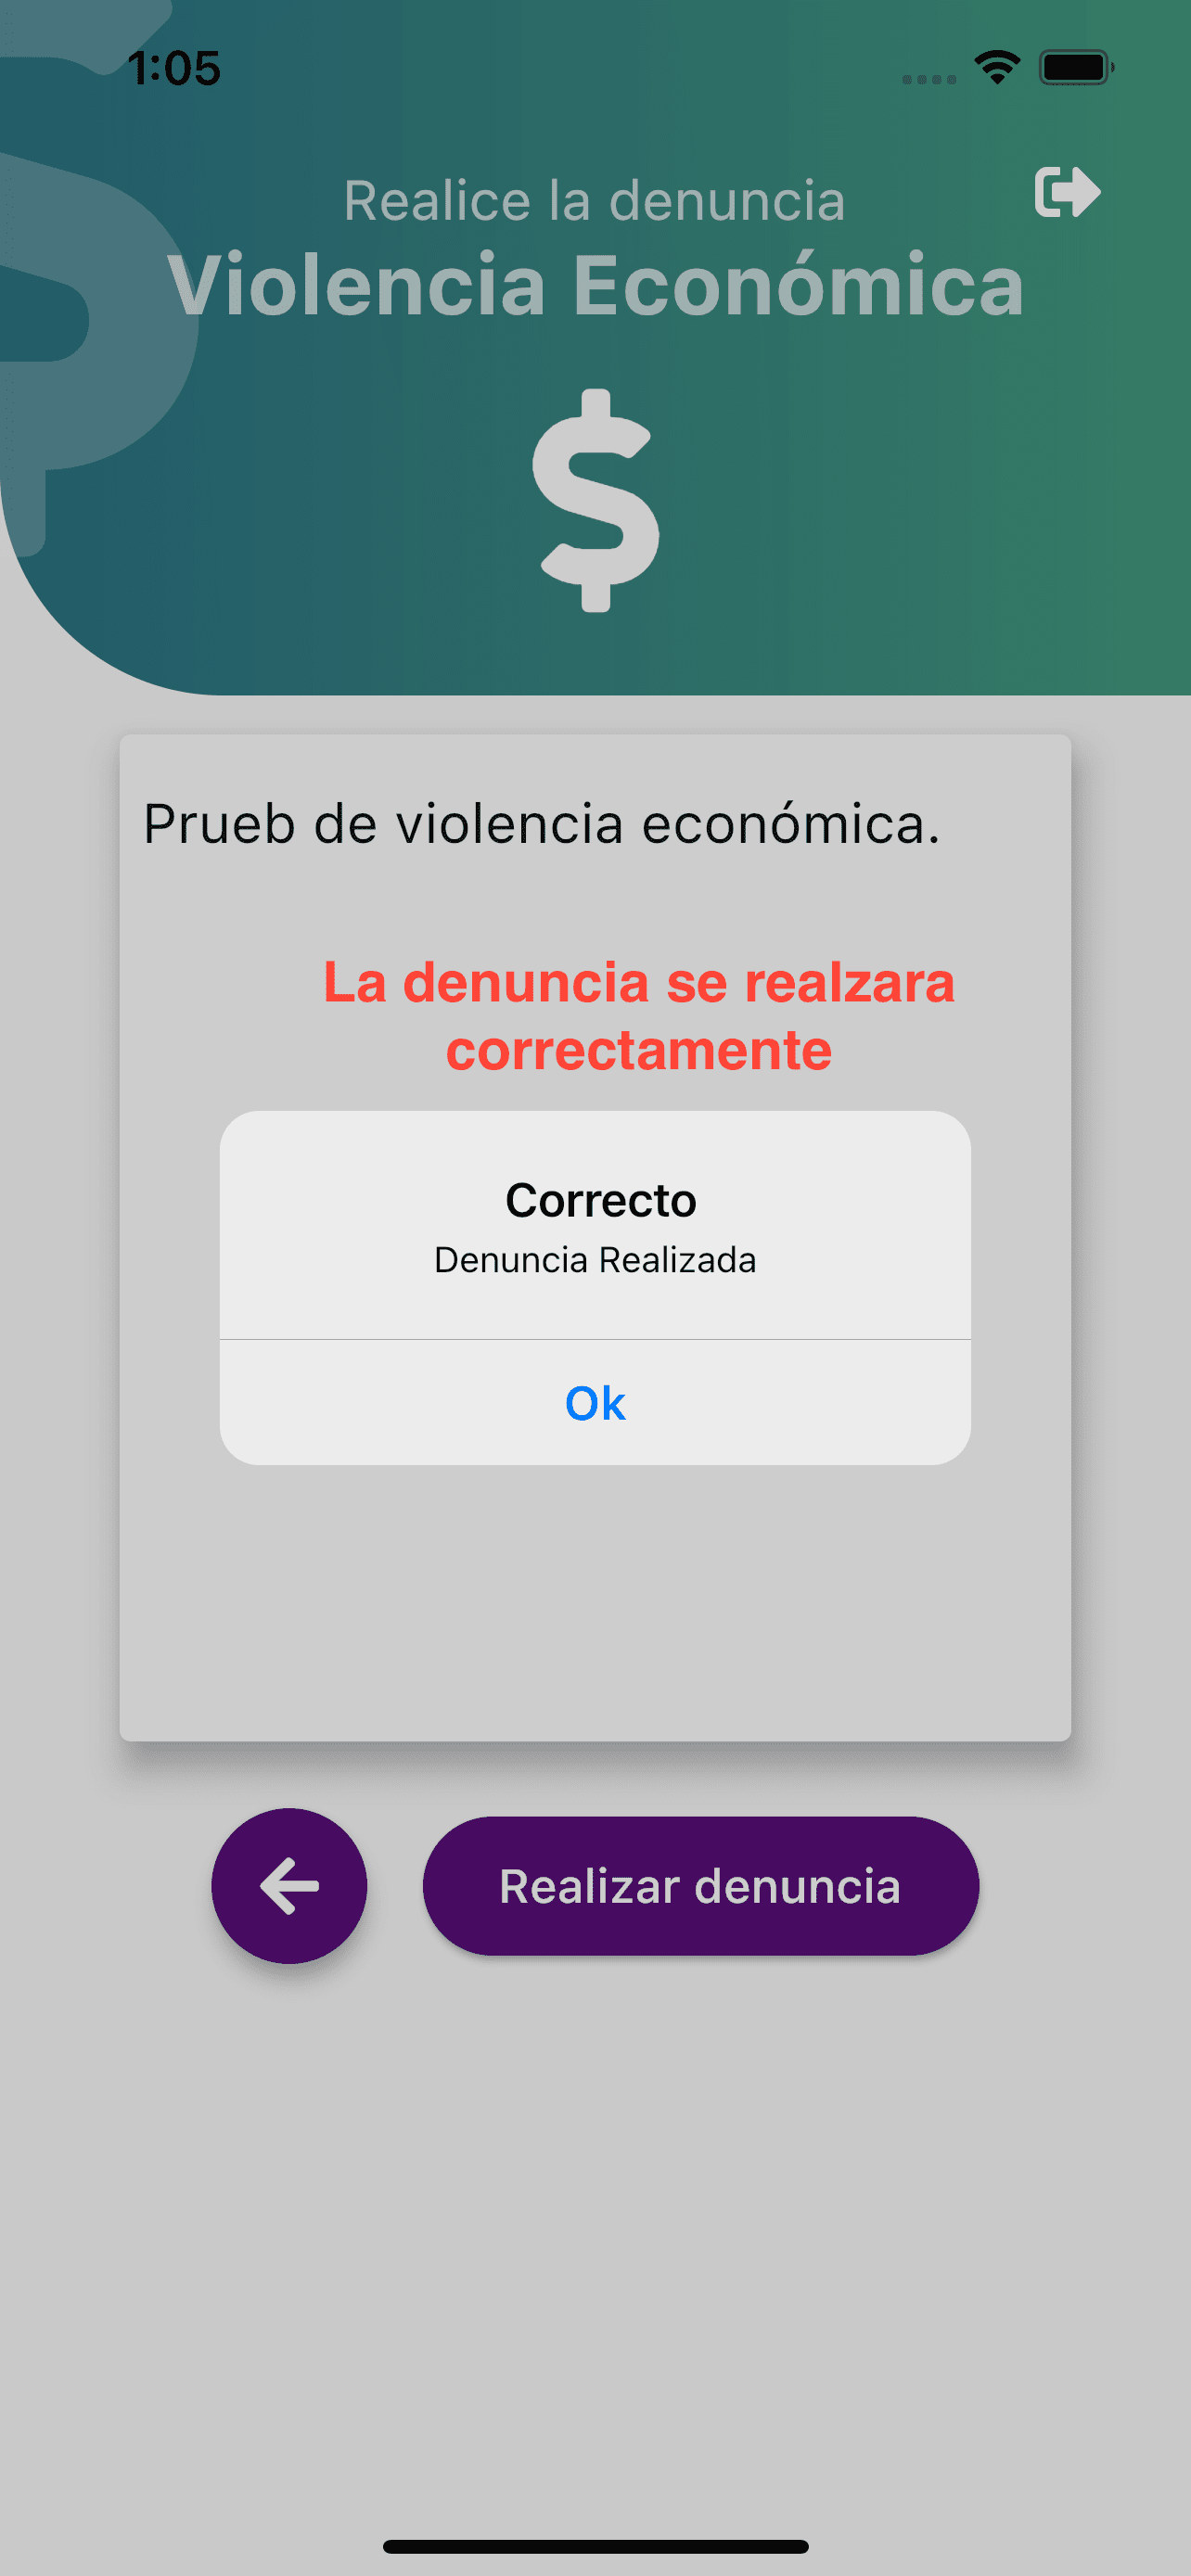 1:05
Realice la denuncia
Violencia Económica
$
Prueb de violencia económica.
La denuncia se realzara
correctamente
Correcto
Denuncia Realizada
Ok
Realizar denuncia